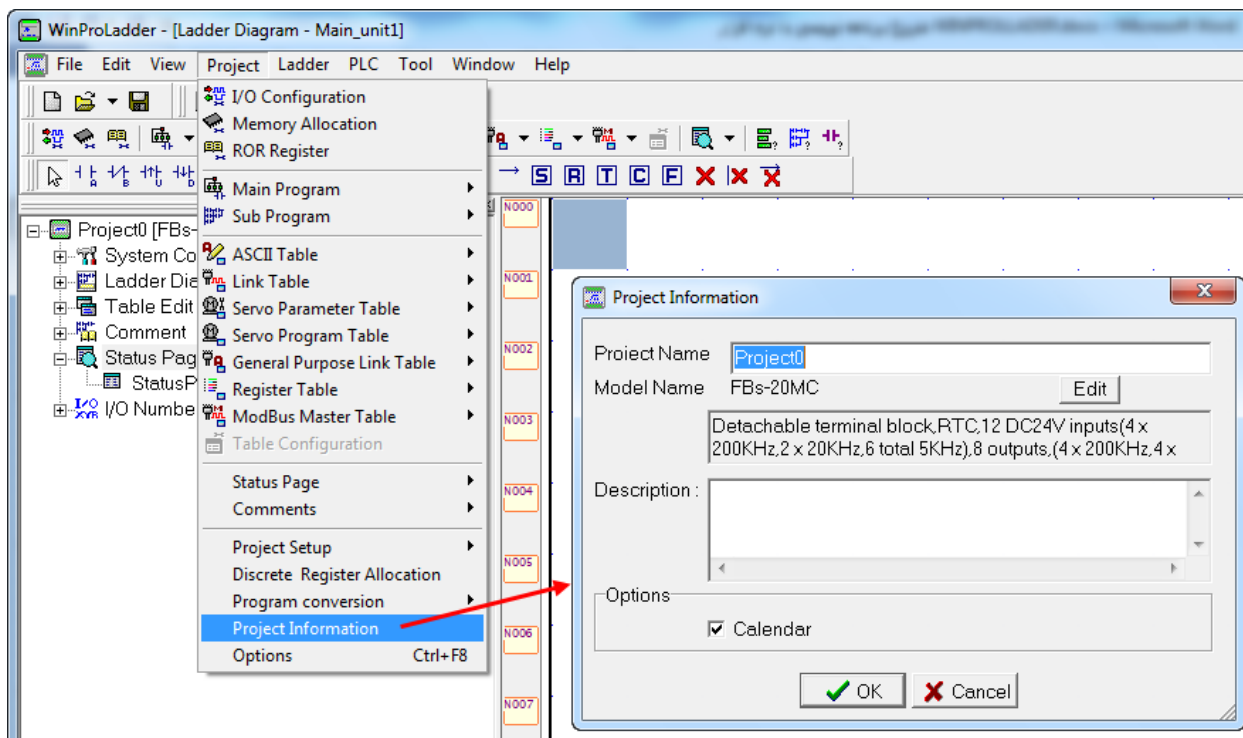 WinProLadder - [Ladder Diagram - Main_unit1]
File Edit View Project Ladder PLC Tool Window Help
I/O Configuration
Memory Allocation
ROR Register
Main Program
Sub Program
ASCII Table
Link Table
Servo Parameter Table
Servo Program Table
General Purpose Link Table
Register Table
ModBus Master Table
Table Configuration
Status Page
Comments
Project Setup
Discrete Register Allocation
Program conversion
Project Information
Options Ctrl+F8
A B U D
S R T C F
Project0 [FBs-
System Co
Ladder Dia
Table Edit
Comment
Status Pag
StatusP
I/O Numbe
N000
N001
N002
N003
N004
N005
N006
N007
Project Information
Project Name Project0
Model Name FBs-20MC Edit
Detachable terminal block,RTC,12 DC24V inputs(4 x
200KHz,2 x 20KHz,6 total 5KHz),8 outputs,(4 x 200KHz,4 x
Description :
Options
Calendar
OK Cancel